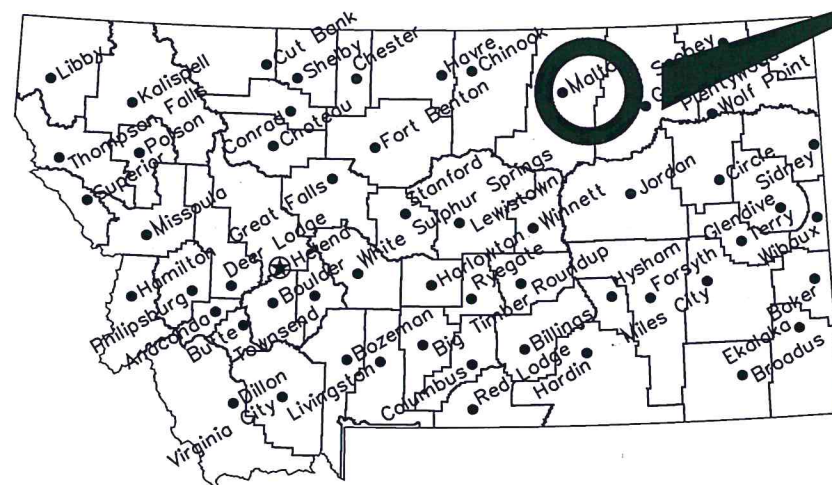 Libby
Kalispell
Cut Bank
Shelby
Chester
Havre
Chinook
Malta
Plentywood
Wolf Point
Thompson Falls
Polson
Conrad
Choteau
Fort Benton
Superior
Missoula
Great Falls
Stanford
Lewistown
Winnett
Jordan
Circle
Sidney
Glendive
Terry
Wibaux
Hamilton
Deer Lodge
Helena
Boulder
White Sulphur Springs
Harlowton
Ryegate
Roundup
Hysham
Forsyth
Miles City
Baker
Philipsburg
Anaconda
Butte
Townsend
Bozeman
Big Timber
Billings
Ekalaka
Broadus
Dillon
Virginia City
Livingston
Columbus
Red Lodge
Hardin